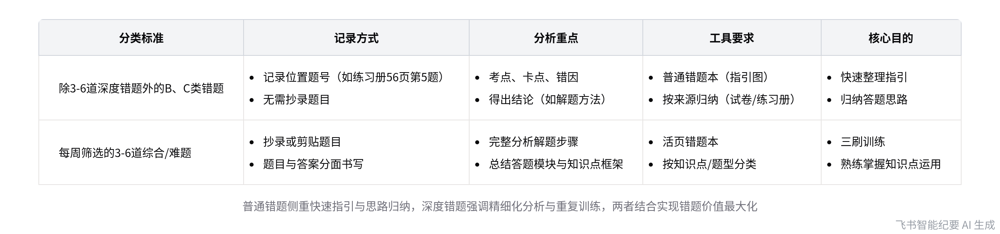 分类标准 记录方式 分析重点 工具要求 核心目的
除3-6道深度错题外的B、C类错题
记录位置题号（如练习册56页第5题）
无需抄录题目
考点、卡点、错因
得出结论（如解题方法）
普通错题本（指引图）
按来源归纳（试卷/练习册）
快速整理指引
归纳答题思路
每周筛选的3-6道综合/难题
抄录或剪贴题目
题目与答案分面书写
完整分析解题步骤
总结答题模块与知识点框架
活页错题本
按知识点/题型分类
三刷训练
熟练掌握知识点运用
普通错题侧重快速指引与思路归纳，深度错题强调精细化分析与重复训练，两者结合实现错题价值最大化
飞书智能纪要 AI 生成